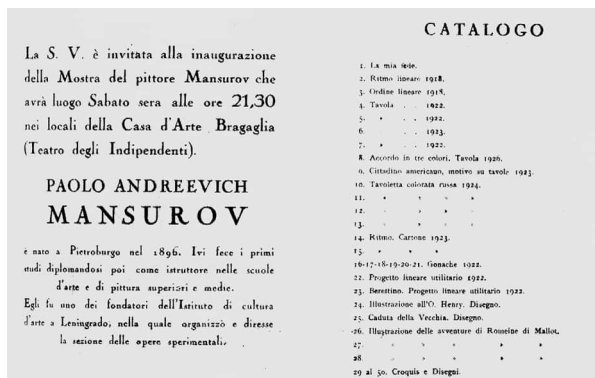 La S. V. è invitata alla inaugurazione
della Mostra del pittore Mansurov che
avrà luogo Sabato sera alle ore 21,30
nei locali della Casa d'Arte Bragaglia
(Teatro degli Indipendenti).
PAOLO ANDREEVICH
MANSUROV
è nato a Pietroburgo nel 1896. Ivi fece i primi
studi diplomandosi poi come istruttore nelle scuole
d'arte e di pittura superiori e medie.
Egli fu uno dei fondatori dell'Istituto di cultura
d'arte a Leningrado, nella quale organizzò e diresse
la sezione delle opere sperimentali.
CATALOGO
1. La mia fede.
2. Ritmo lineare 1918.
3. Ordine lineare 1918.
4. Tavola . . 1922.
5. » . . 1922.
6. . . 1923.
7. » . . 1922.
8. Accordo in tre colori. Tavola 1926.
9. Cittadino americano, motivo su tavole 1923.
10. Tavoletta colorata russa 1924.
11. » » » »
12. » » » »
13. » » » »
14. Ritmo. Cartone 1923.
15. » » »
16-17-18-19-20-21. Gouache 1922.
22. Progetto lineare utilitario 1922.
23. Berettino. Progetto lineare utilitario 1922.
24. Illustrazione all'O. Henry. Disegno.
25. Caduta della Vecchia. Disegno.
26. Illustrazione delle avventure di Rouseine di Mallot.
27. » » » » »
28. » » » » »
29 al 50. Croquis e Disegni.